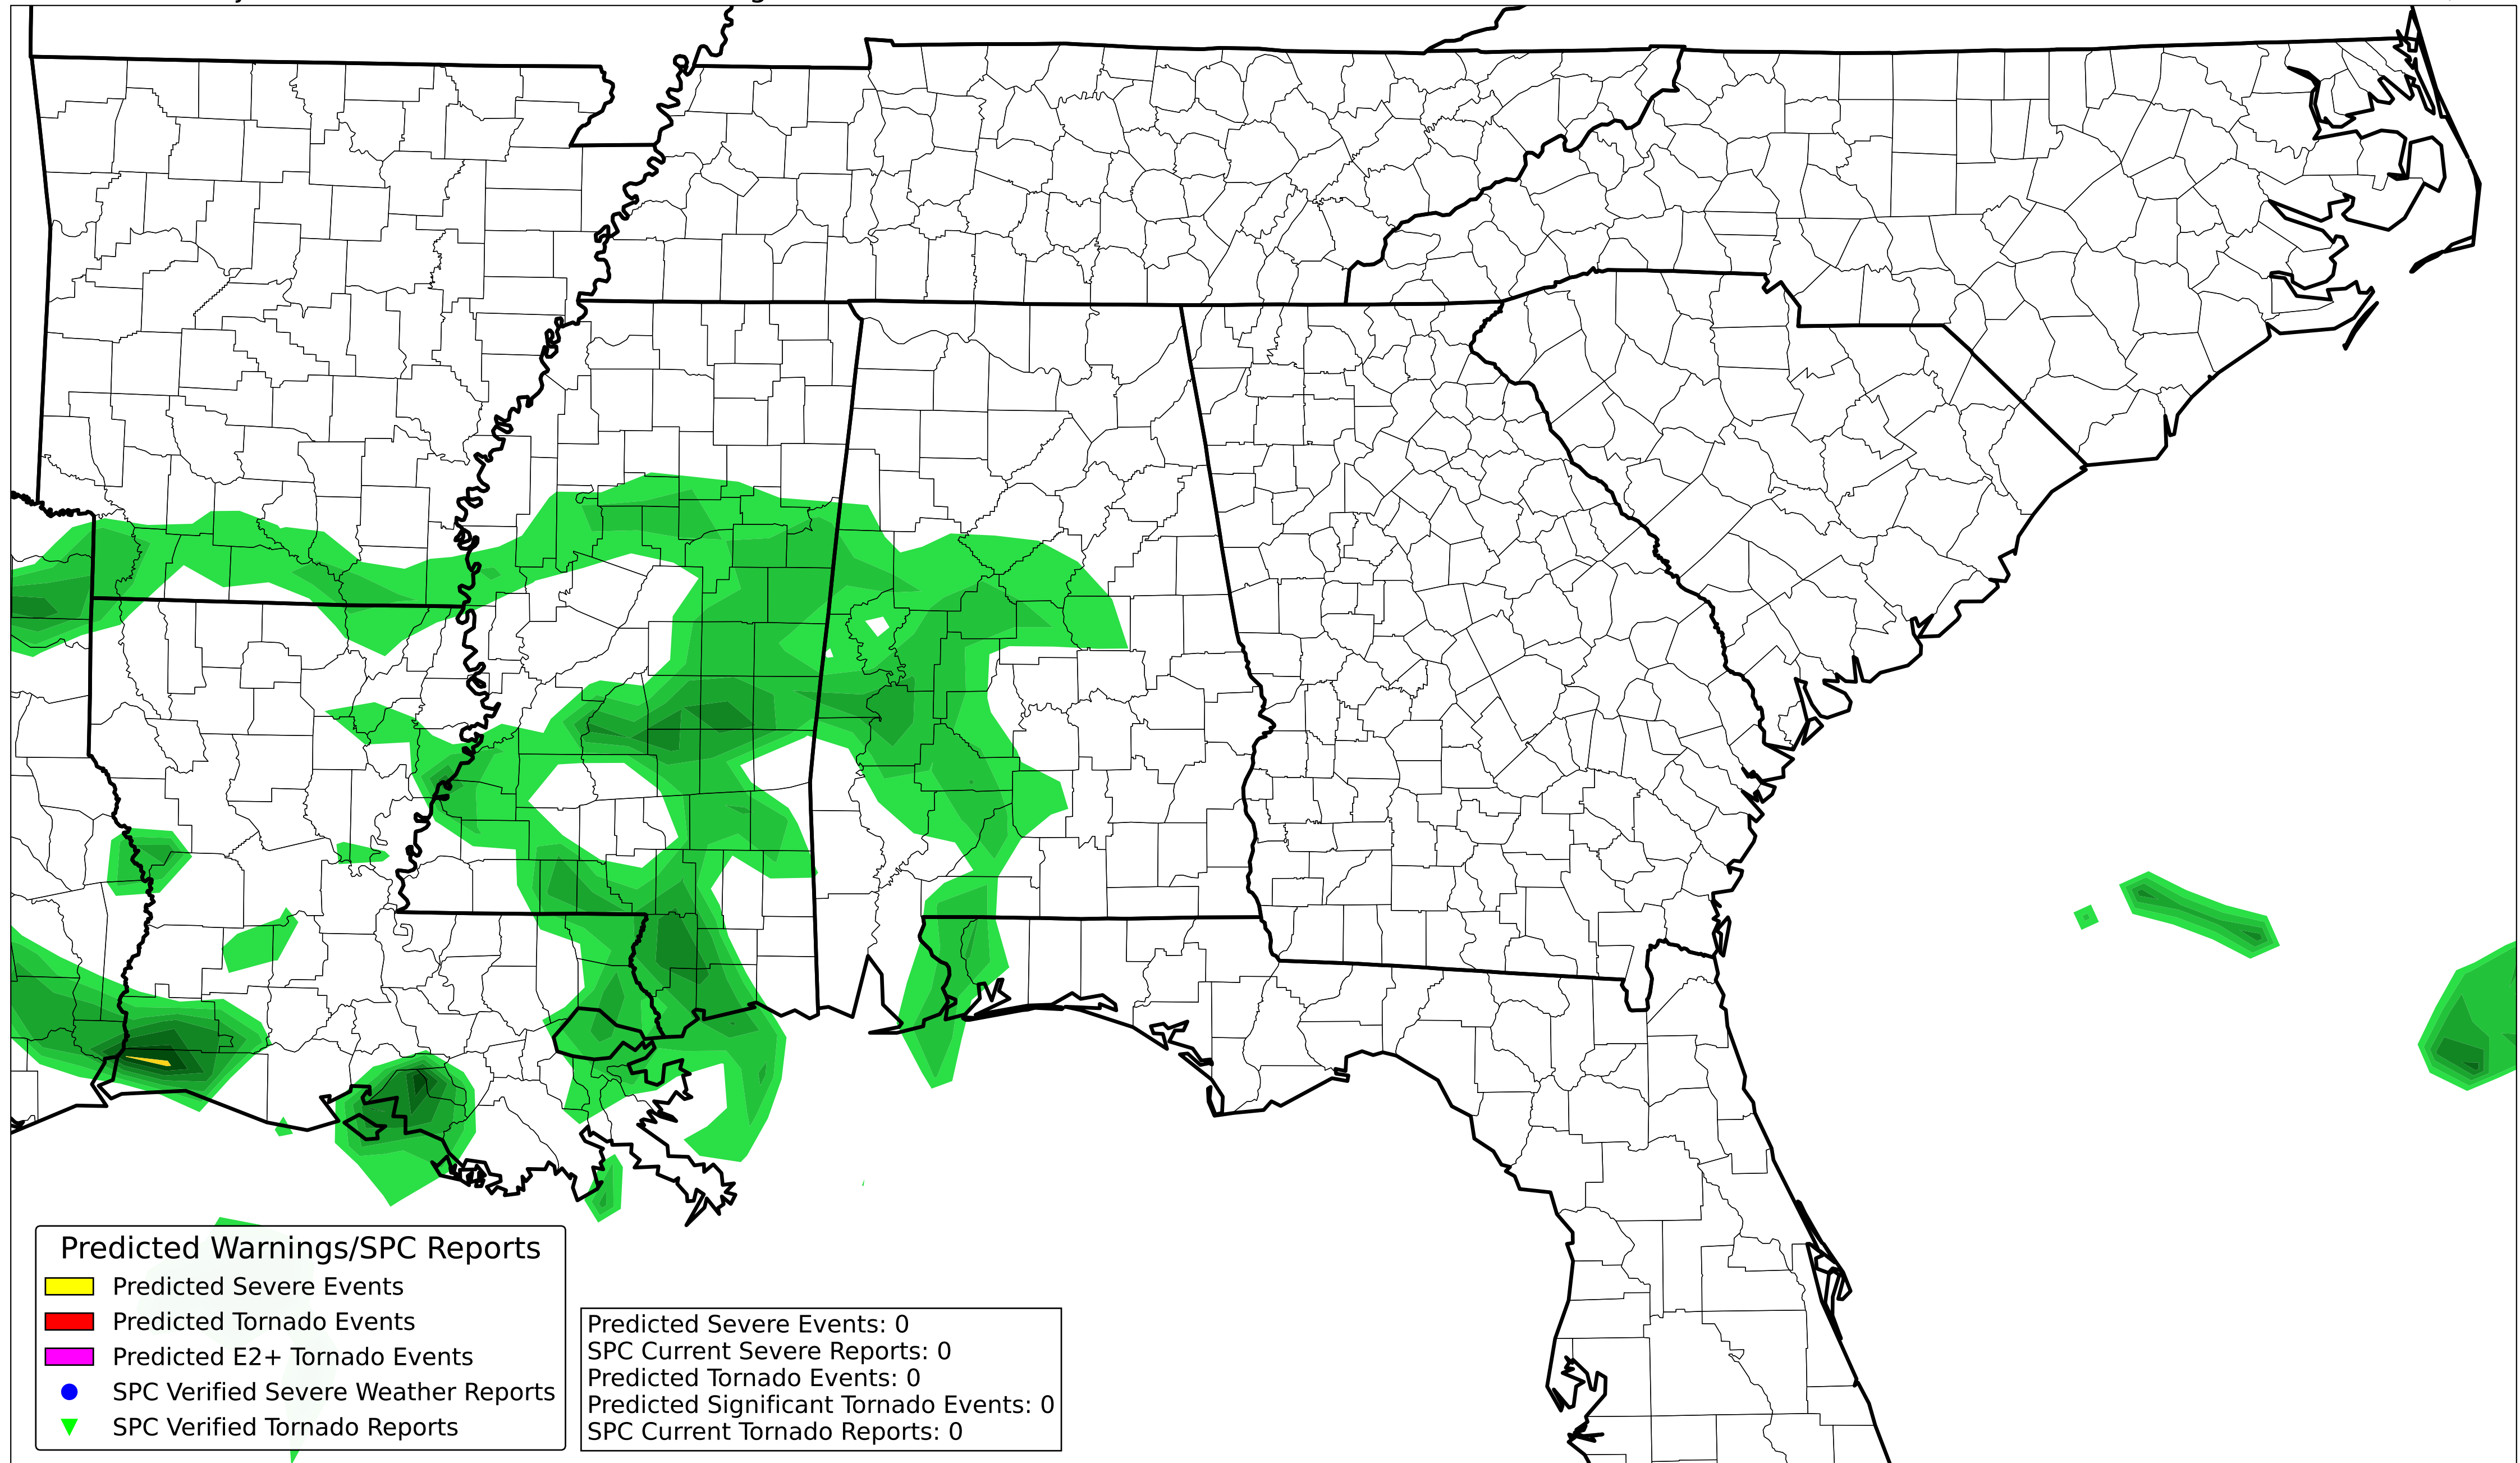 Predicted Warnings/SPC Reports
Predicted Severe Events
Predicted Tornado Events
Predicted E2+ Tornado Events
SPC Verified Severe Weather Reports
SPC Verified Tornado Reports
Predicted Severe Events: 0
SPC Current Severe Reports: 0
Predicted Tornado Events: 0
Predicted Significant Tornado Events: 0
SPC Current Tornado Reports: 0